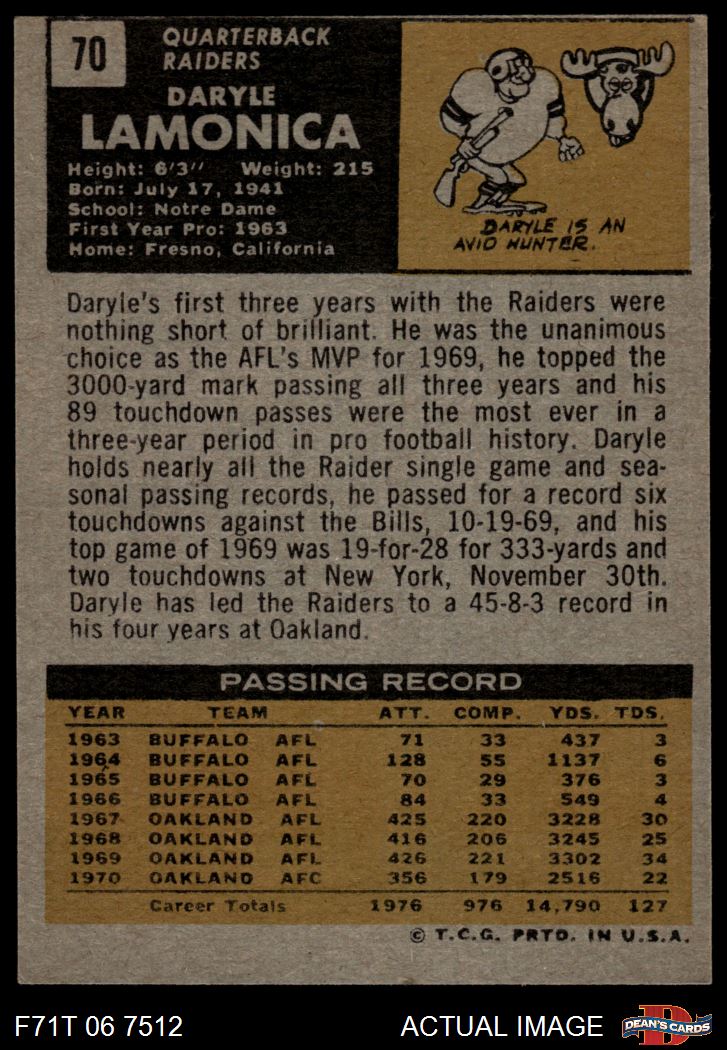 70
QUARTERBACK
RAIDERS
DARYLE
LAMONICA
Height: 6'3'' Weight: 215
Born: July 17, 1941
School: Notre Dame
First Year Pro: 1963
Home: Fresno, California
DARYLE IS AN
AVID HUNTER.
Daryle's first three years with the Raiders were
nothing short of brilliant. He was the unanimous
choice as the AFL's MVP for 1969, he topped the
3000-yard mark passing all three years and his
89 touchdown passes were the most ever in a
three-year period in pro football history. Daryle
holds nearly all the Raider single game and sea-
sonal passing records, he passed for a record six
touchdowns against the Bills, 10-19-69, and his
top game of 1969 was 19-for-28 for 333-yards and
two touchdowns at New York, November 30th.
Daryle has led the Raiders to a 45-8-3 record in
his four years at Oakland.
PASSING RECORD
YEAR TEAM ATT. COMP. YDS. TDS.
1963 BUFFALO AFL 71 33 437 3
1964 BUFFALO AFL 128 55 1137 6
1965 BUFFALO AFL 70 29 376 3
1966 BUFFALO AFL 84 33 549 4
1967 OAKLAND AFL 425 220 3228 30
1968 OAKLAND AFL 416 206 3245 25
1969 OAKLAND AFL 426 221 3302 34
1970 OAKLAND AFC 356 179 2516 22
Career Totals 1976 976 14,790 127
© T.C.G. PRTD. IN U.S.A.
F71T 06 7512 ACTUAL IMAGE
D
DEAN'S CARDS